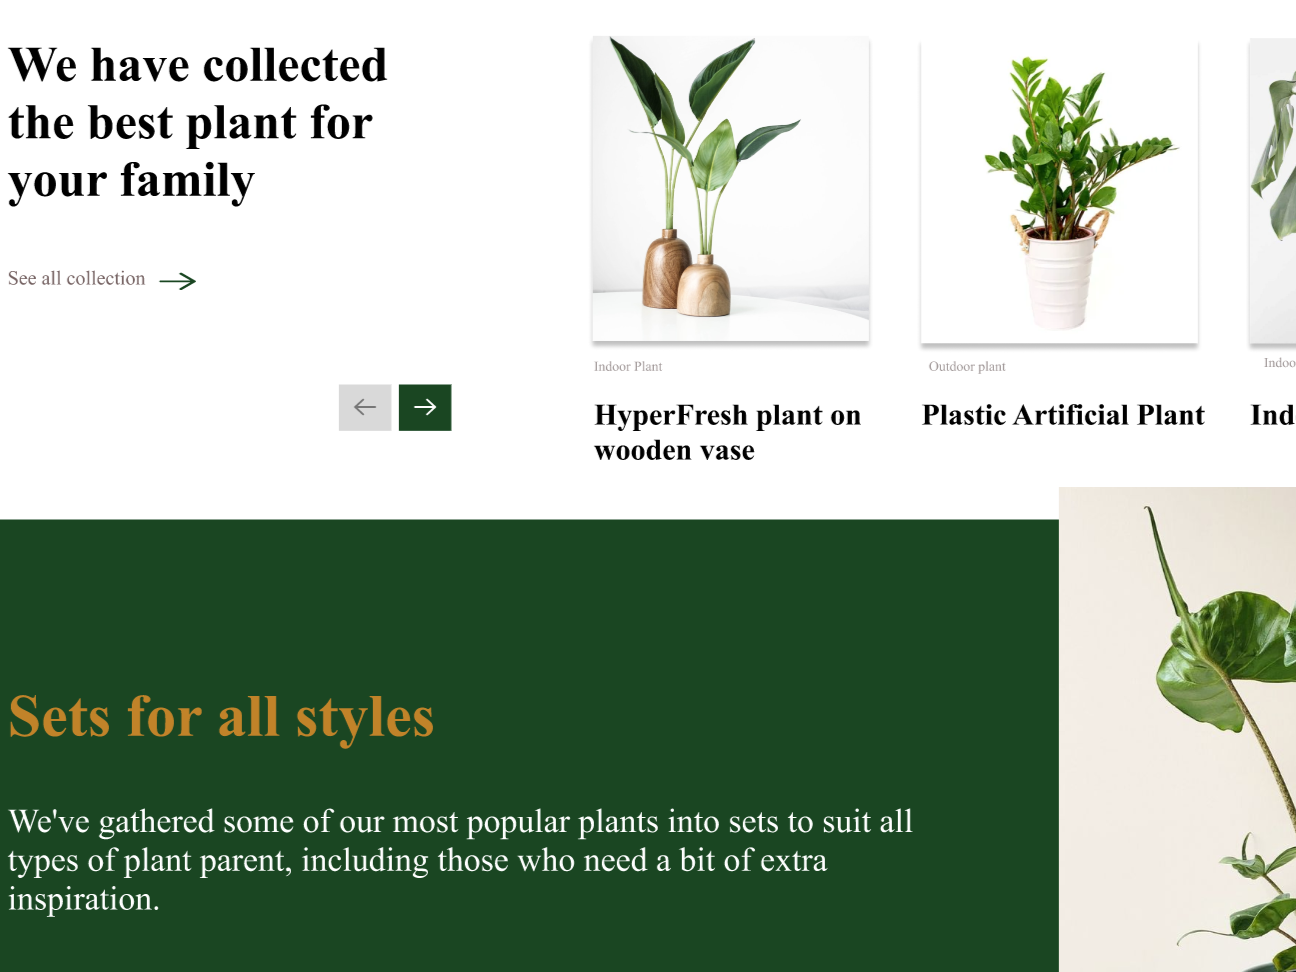 We have collected
the best plant for
your family
See all collection
Indoor Plant
HyperFresh plant on
wooden vase
Outdoor plant
Plastic Artificial Plant
Sets for all styles
We've gathered some of our most popular plants into sets to suit all
types of plant parent, including those who need a bit of extra
inspiration.